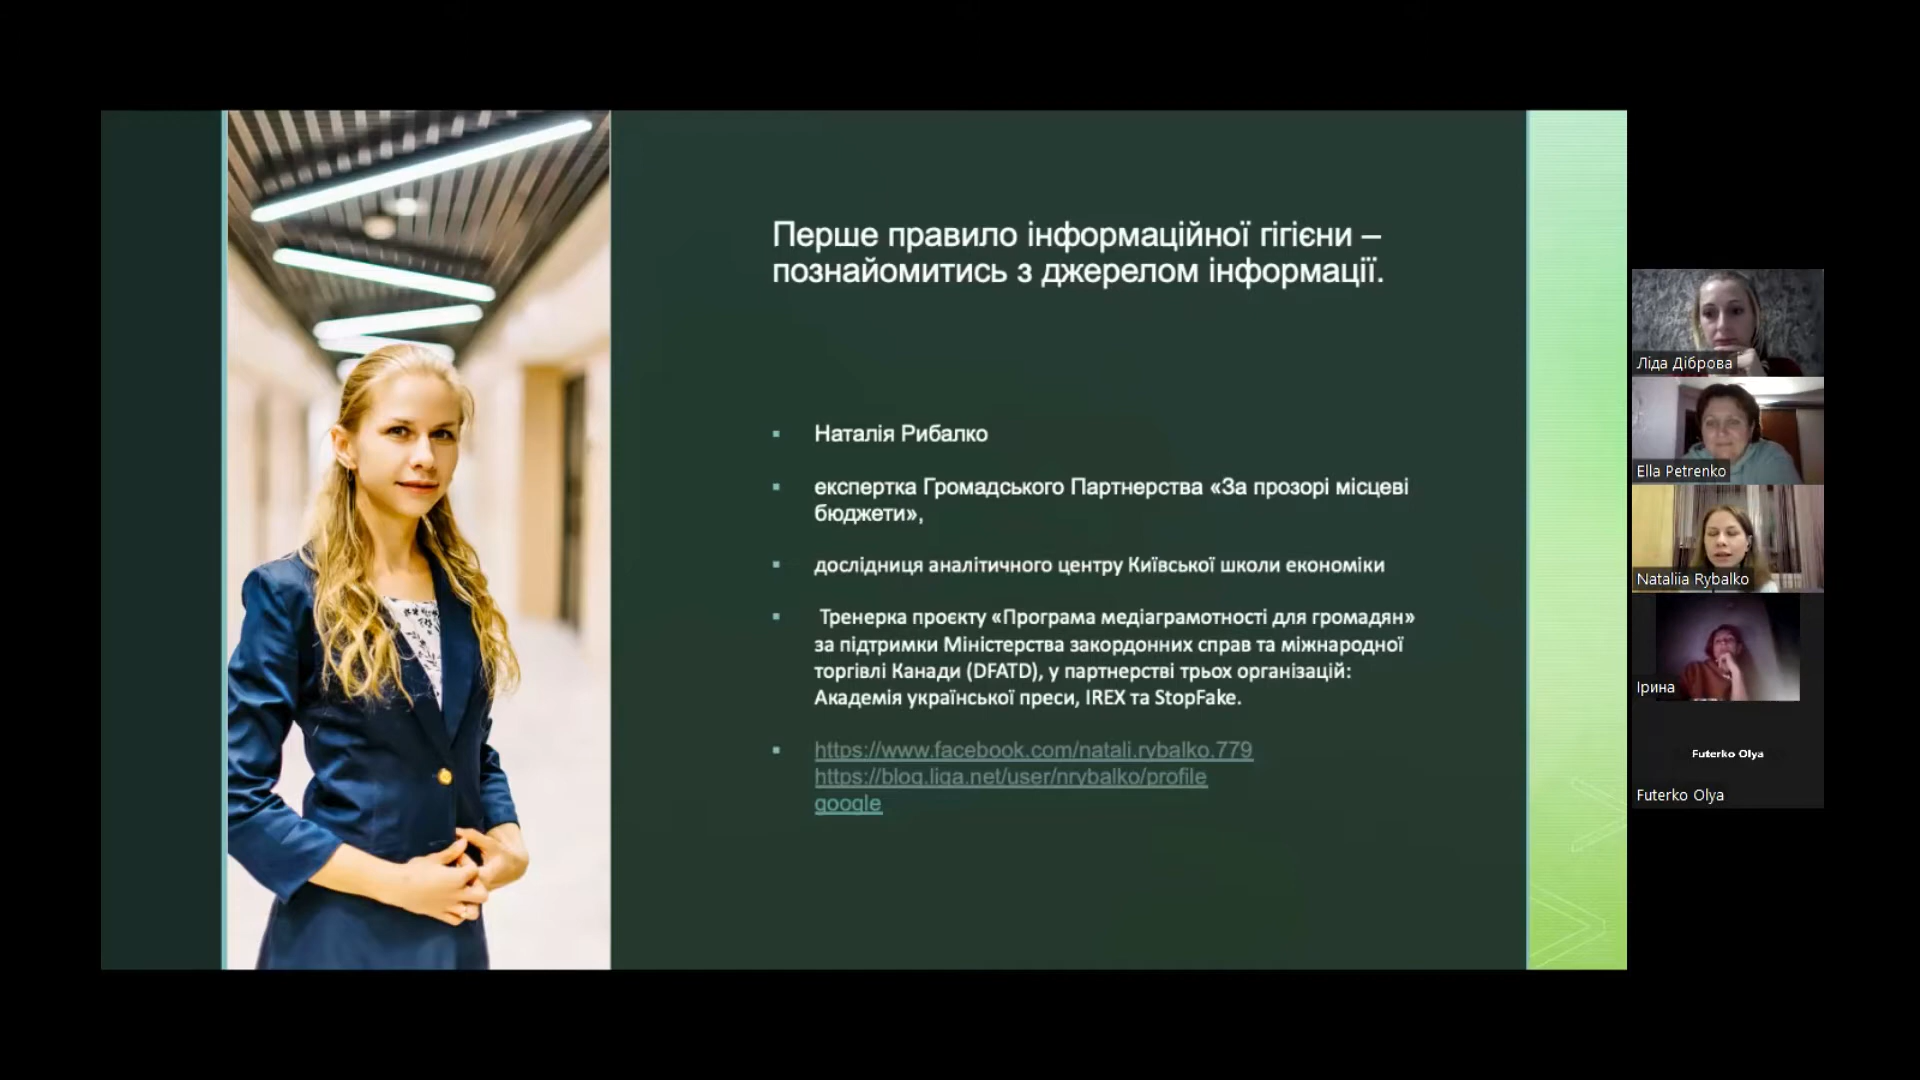 Перше правило інформаційної гігієни –
познайомитись з джерелом інформації.
Наталія Рибалко
експертка Громадського Партнерства «За прозорі місцеві
бюджети»,
дослідниця аналітичного центру Київської школи економіки
Тренерка проєкту «Програма медіаграмотності для громадян»
за підтримки Міністерства закордонних справ та міжнародної
торгівлі Канади (DFATD), у партнерстві трьох організацій:
Академія української преси, IREX та StopFake.
https://www.facebook.com/natali.rybalko.779
https://blog.liga.net/user/nrybalko/profile
google
Ліда Діброва
Ella Petrenko
Nataliia Rybalko
Ірина
Futerko Olya
Futerko Olya